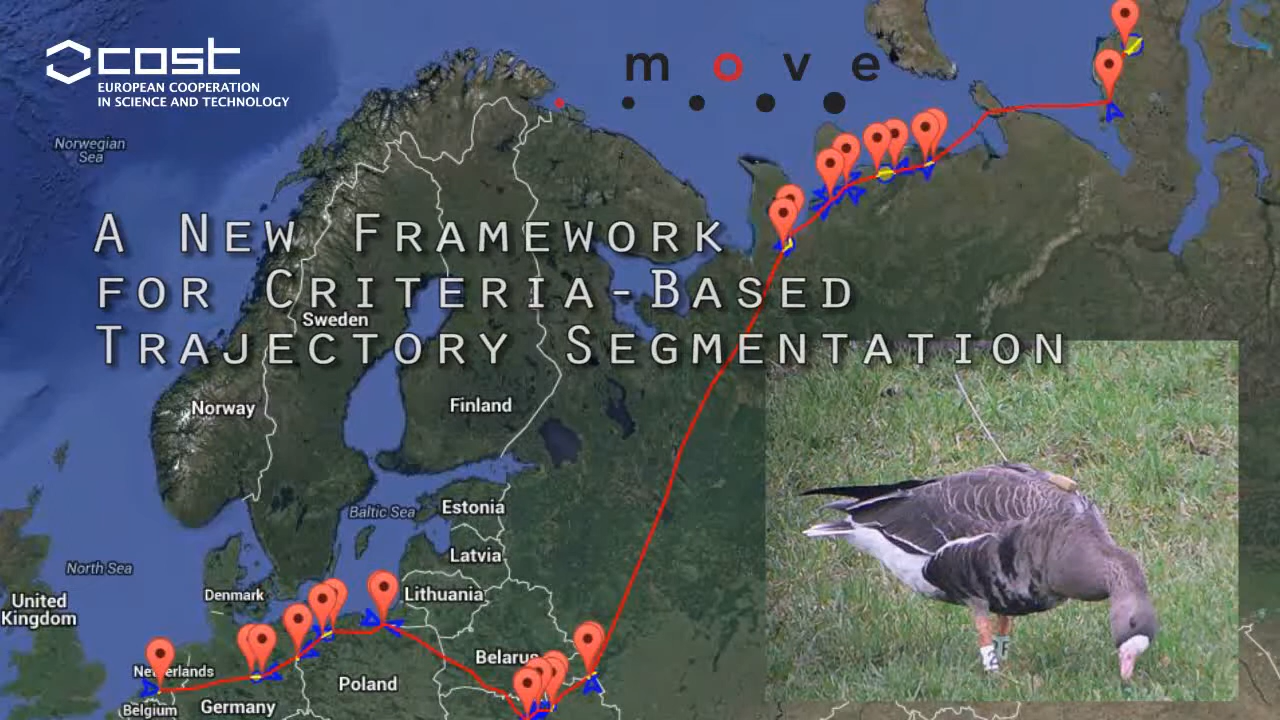 cost
EUROPEAN COOPERATION
IN SCIENCE AND TECHNOLOGY
move
Norwegian
Sea
A New Framework
for Criteria-Based
Trajectory Segmentation
Sweden
Norway
Finland
Baltic Sea
Estonia
Latvia
North Sea
Denmark
Lithuania
United
Kingdom
Netherlands
Belarus
Poland
Belgium
Germany